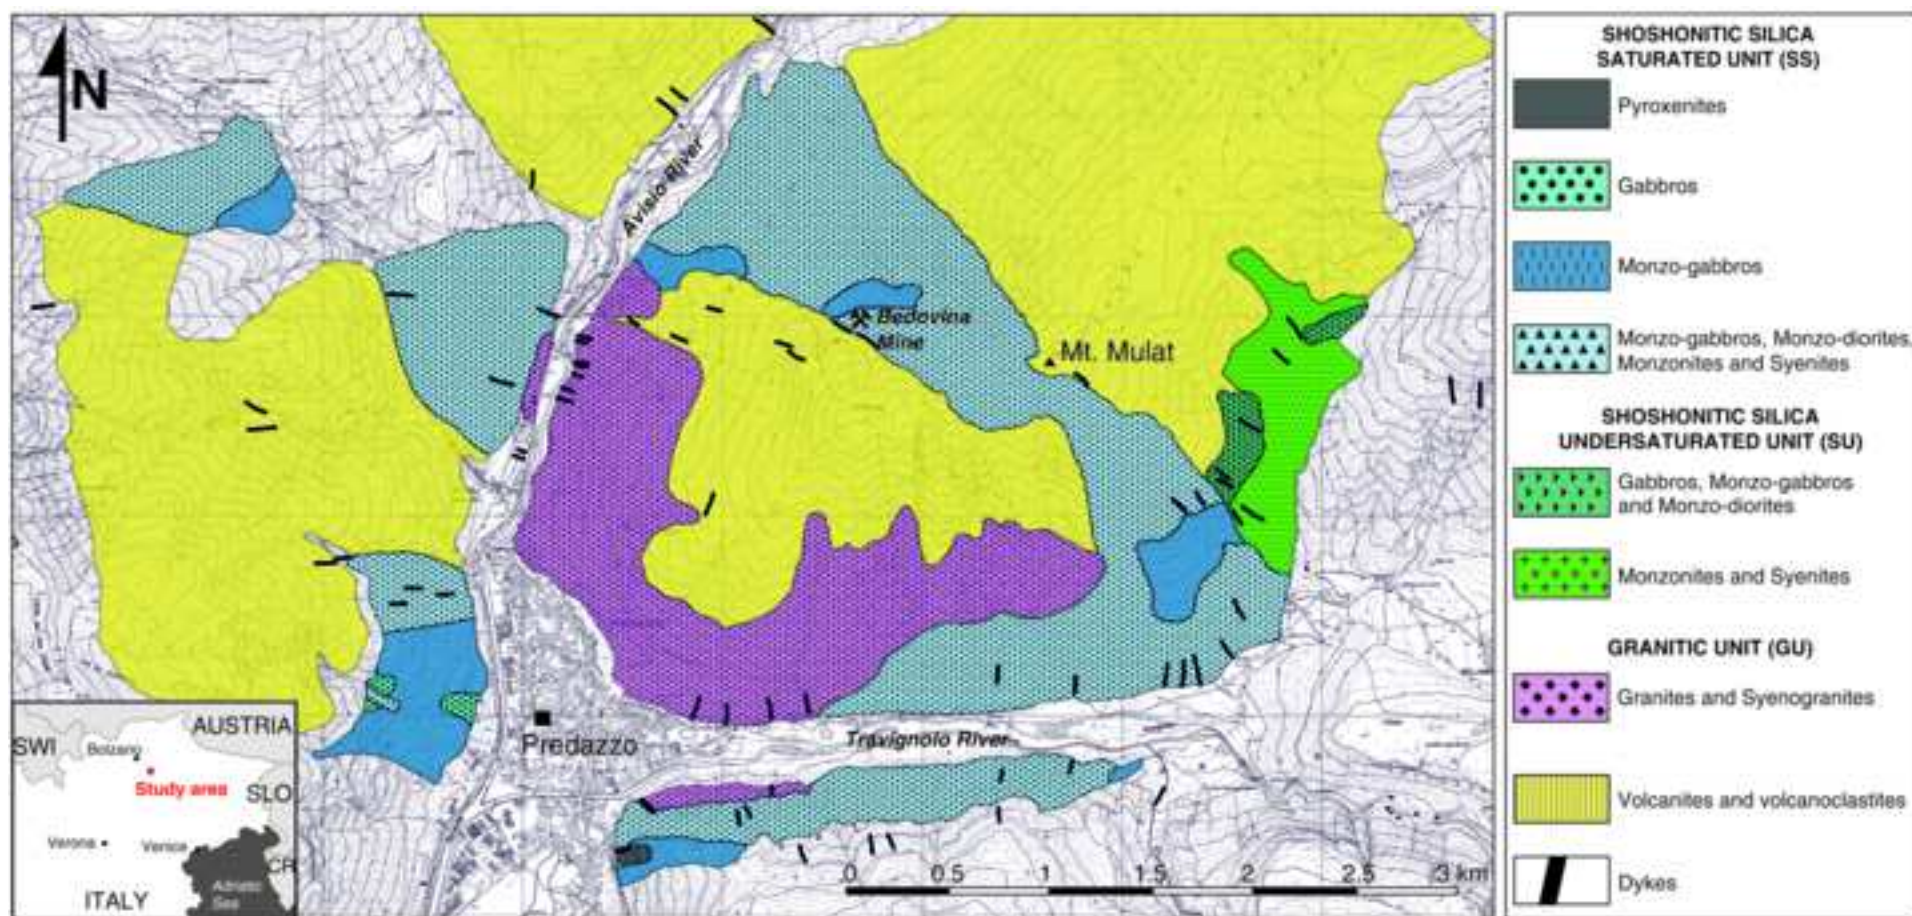 N
Avisio River
Bedovina
Mine
Mt. Mulat
Predazzo
Travignolo River
0 0.5 1 1.5 2 2.5 3 km
AUSTRIA
SWI
Bolzano
Study area
SLO
Verona
Venice
CR
Adriatic
Sea
ITALY
SHOSHONITIC SILICA
SATURATED UNIT (SS)
Pyroxenites
Gabbros
Monzo-gabbros
Monzo-gabbros, Monzo-diorites,
Monzonites and Syenites
SHOSHONITIC SILICA
UNDERSATURATED UNIT (SU)
Gabbros, Monzo-gabbros
and Monzo-diorites
Monzonites and Syenites
GRANITIC UNIT (GU)
Granites and Syenogranites
Volcanites and volcanoclastites
Dykes